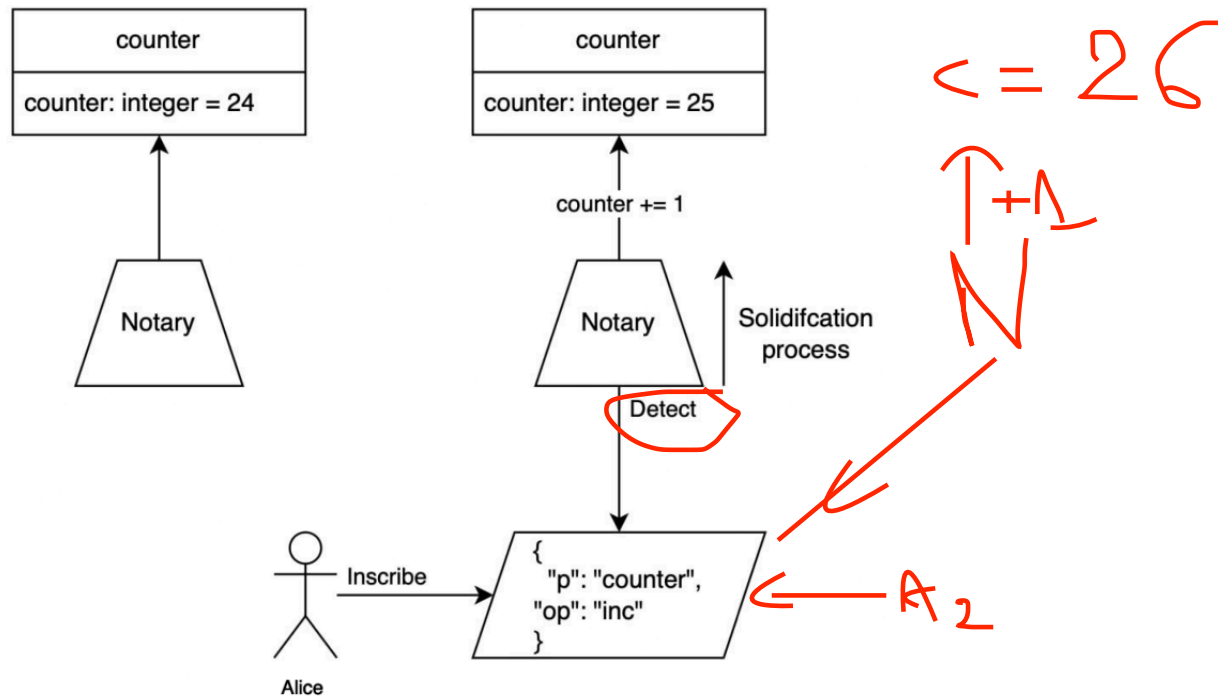 counter
counter: integer = 24
counter
counter: integer = 25
c = 26
counter += 1
+1
Notary
Notary
N
Solidifcation
process
Detect
Inscribe
{
"p": "counter",
"op": "inc"
}
A2
Alice